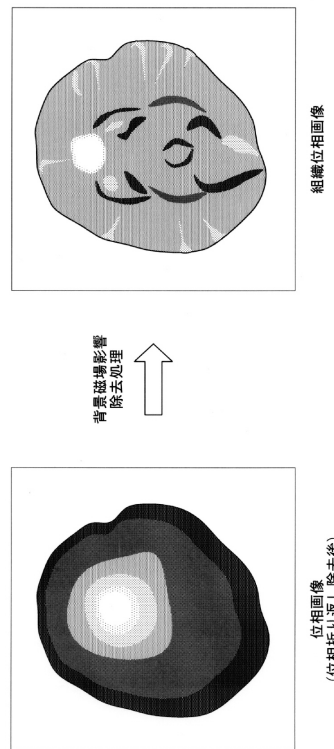 位相画像
(位相折り返し除去後)
背景磁場影響
除去処理
組織位相画像